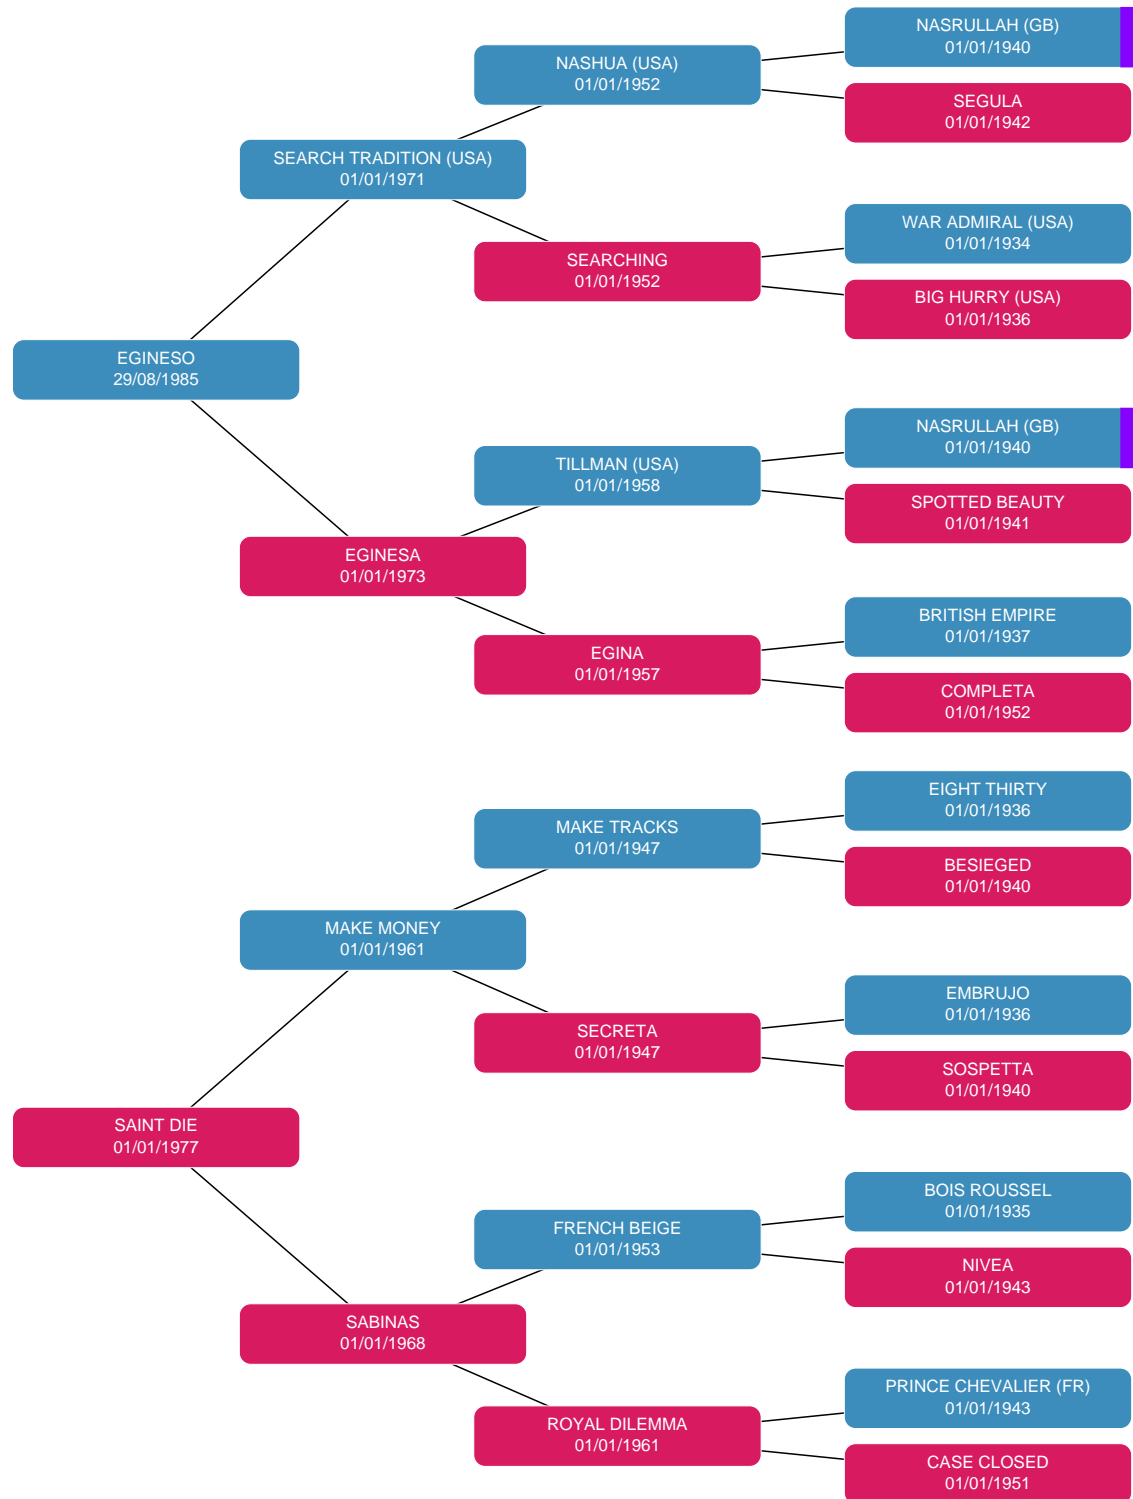 NASRULLAH (GB)
01/01/1940
NASHUA (USA)
01/01/1952
SEGULA
01/01/1942
SEARCH TRADITION (USA)
01/01/1971
WAR ADMIRAL (USA)
01/01/1934
SEARCHING
01/01/1952
BIG HURRY (USA)
01/01/1936
EGINESO
29/08/1985
NASRULLAH (GB)
01/01/1940
TILLMAN (USA)
01/01/1958
SPOTTED BEAUTY
01/01/1941
EGINESA
01/01/1973
BRITISH EMPIRE
01/01/1937
EGINA
01/01/1957
COMPLETA
01/01/1952
EIGHT THIRTY
01/01/1936
MAKE TRACKS
01/01/1947
BESIEGED
01/01/1940
MAKE MONEY
01/01/1961
EMBRUJO
01/01/1936
SECRETA
01/01/1947
SOSPETTA
01/01/1940
SAINT DIE
01/01/1977
BOIS ROUSSEL
01/01/1935
FRENCH BEIGE
01/01/1953
NIVEA
01/01/1943
SABINAS
01/01/1968
PRINCE CHEVALIER (FR)
01/01/1943
ROYAL DILEMMA
01/01/1961
CASE CLOSED
01/01/1951